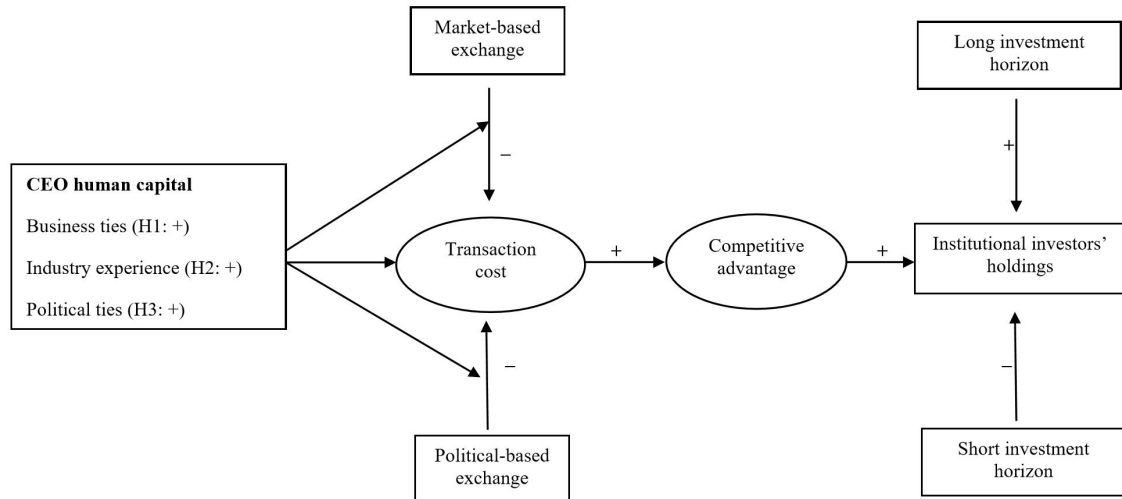 Market-based
exchange
Long investment
horizon
+
–
CEO human capital
Business ties (H1: +)
Industry experience (H2: +)
Political ties (H3: +)
Transaction
cost
+
Competitive
advantage
+
Institutional investors’
holdings
–
–
Political-based
exchange
Short investment
horizon